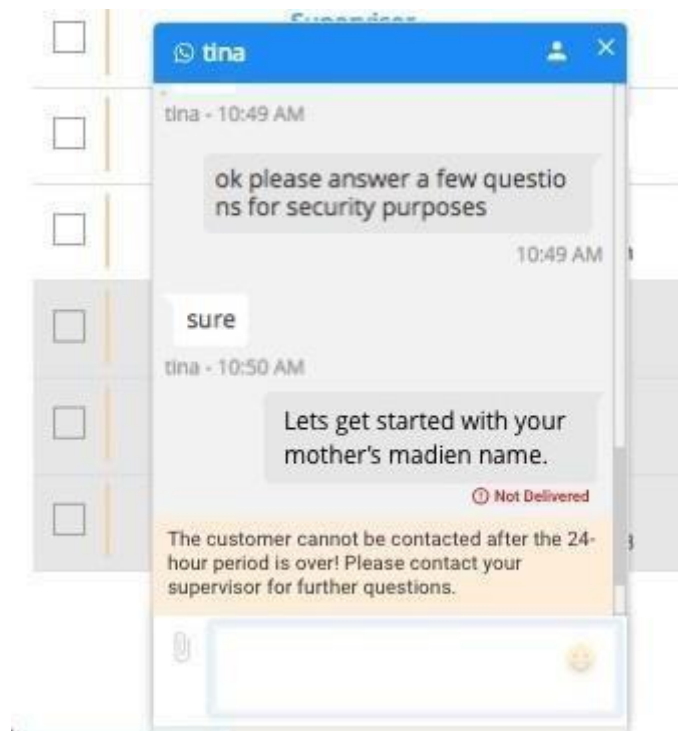 Supervisor
tina
tina - 10:49 AM
ok please answer a few questio
ns for security purposes
10:49 AM
sure
tina - 10:50 AM
Lets get started with your
mother's madien name.
Not Delivered
The customer cannot be contacted after the 24-
hour period is over! Please contact your
supervisor for further questions.